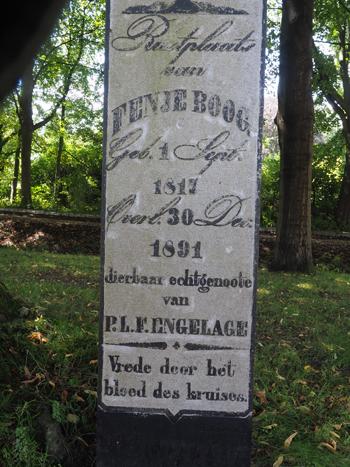 Rustplaats
van
FENJE BOOG,
Geb. 1 Sept.
1817
Overl. 30 Dec.
1891
dierbaar echtgenoote
van
P.L.F. ENGELAGE
Vrede door het
bloed des kruises.